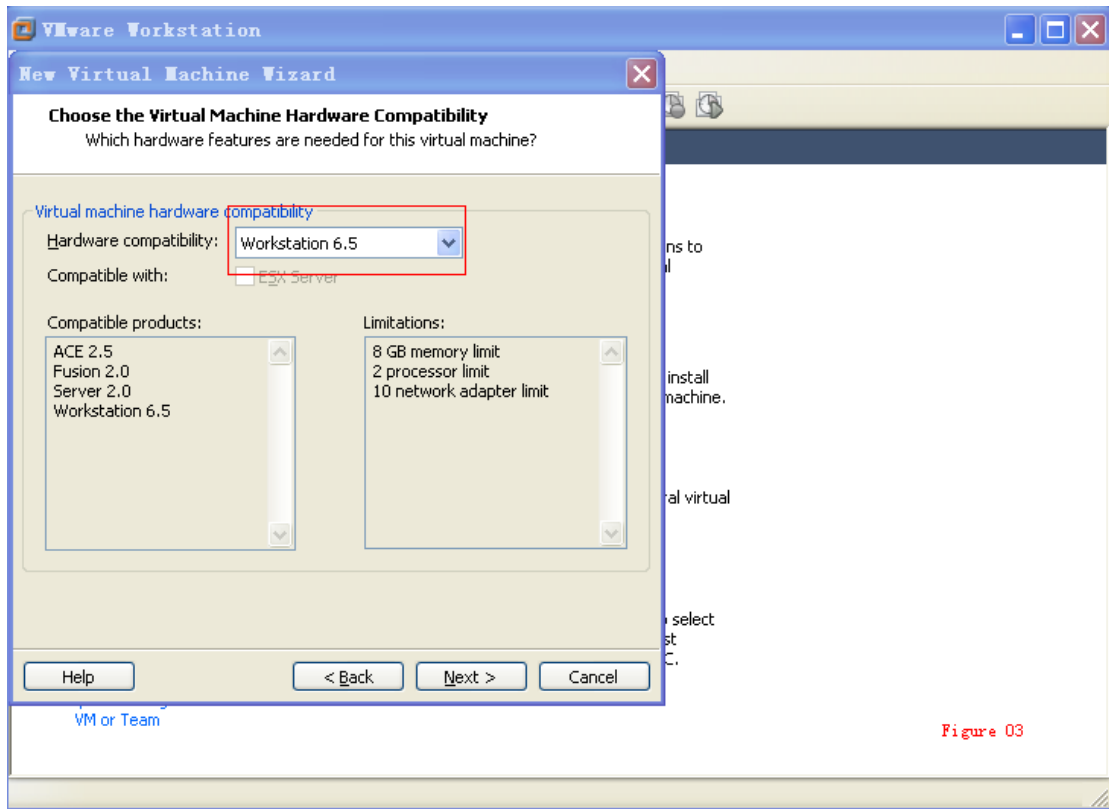 VMware Workstation
New Virtual Machine Wizard
Choose the Virtual Machine Hardware Compatibility
Which hardware features are needed for this virtual machine?
Virtual machine hardware compatibility
Hardware compatibility: Workstation 6.5
Compatible with: ESX Server
Compatible products:
ACE 2.5
Fusion 2.0
Server 2.0
Workstation 6.5
Limitations:
8 GB memory limit
2 processor limit
10 network adapter limit
Help < Back Next > Cancel
ns to
install
machine.
al virtual
select
st
C.
VM or Team
Figure 03